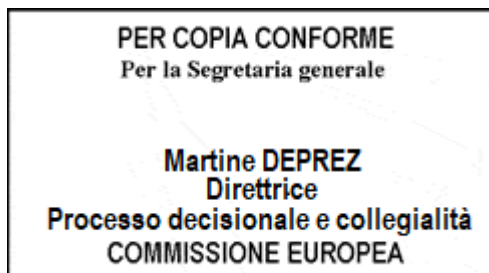 PER COPIA CONFORME
Per la Segretaria generale
Martine DEPREZ
Direttrice
Processo decisionale e collegialità
COMMISSIONE EUROPEA